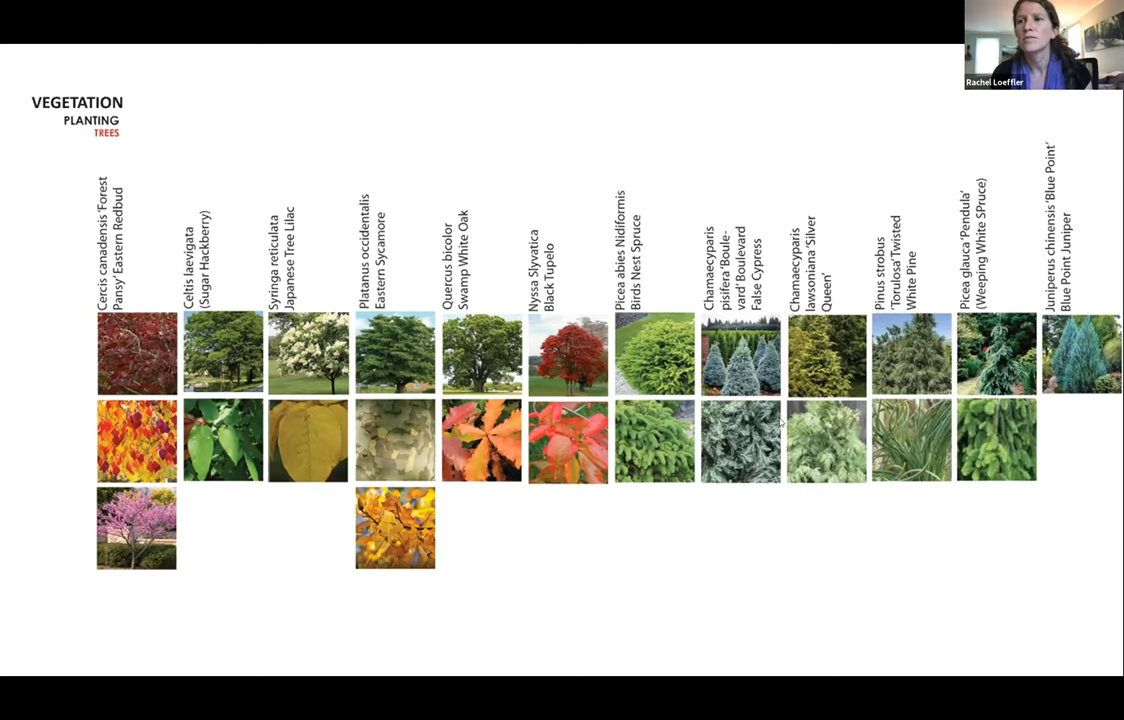 Rachel Loeffler
VEGETATION
PLANTING
TREES
Cercis canadensis 'Forest
Pansy' Eastern Redbud
Celtis laevigata
(Sugar Hackberry)
Syringa reticulata
Japanese Tree Lilac
Platanus occidentalis
Eastern Sycamore
Quercus bicolor
Swamp White Oak
Nyssa Slyvatica
Black Tupelo
Picea abies Nidiformis
Birds Nest Spruce
Chamaecyparis
pisifera 'Boule-
vard' Boulevard
False Cypress
Chamaecyparis
lawsoniana 'Silver
Queen'
Pinus strobus
'Torulosa' Twisted
White Pine
Picea glauca 'Pendula'
(Weeping White SPruce)
Juniperus chinensis 'Blue Point'
Blue Point Juniper